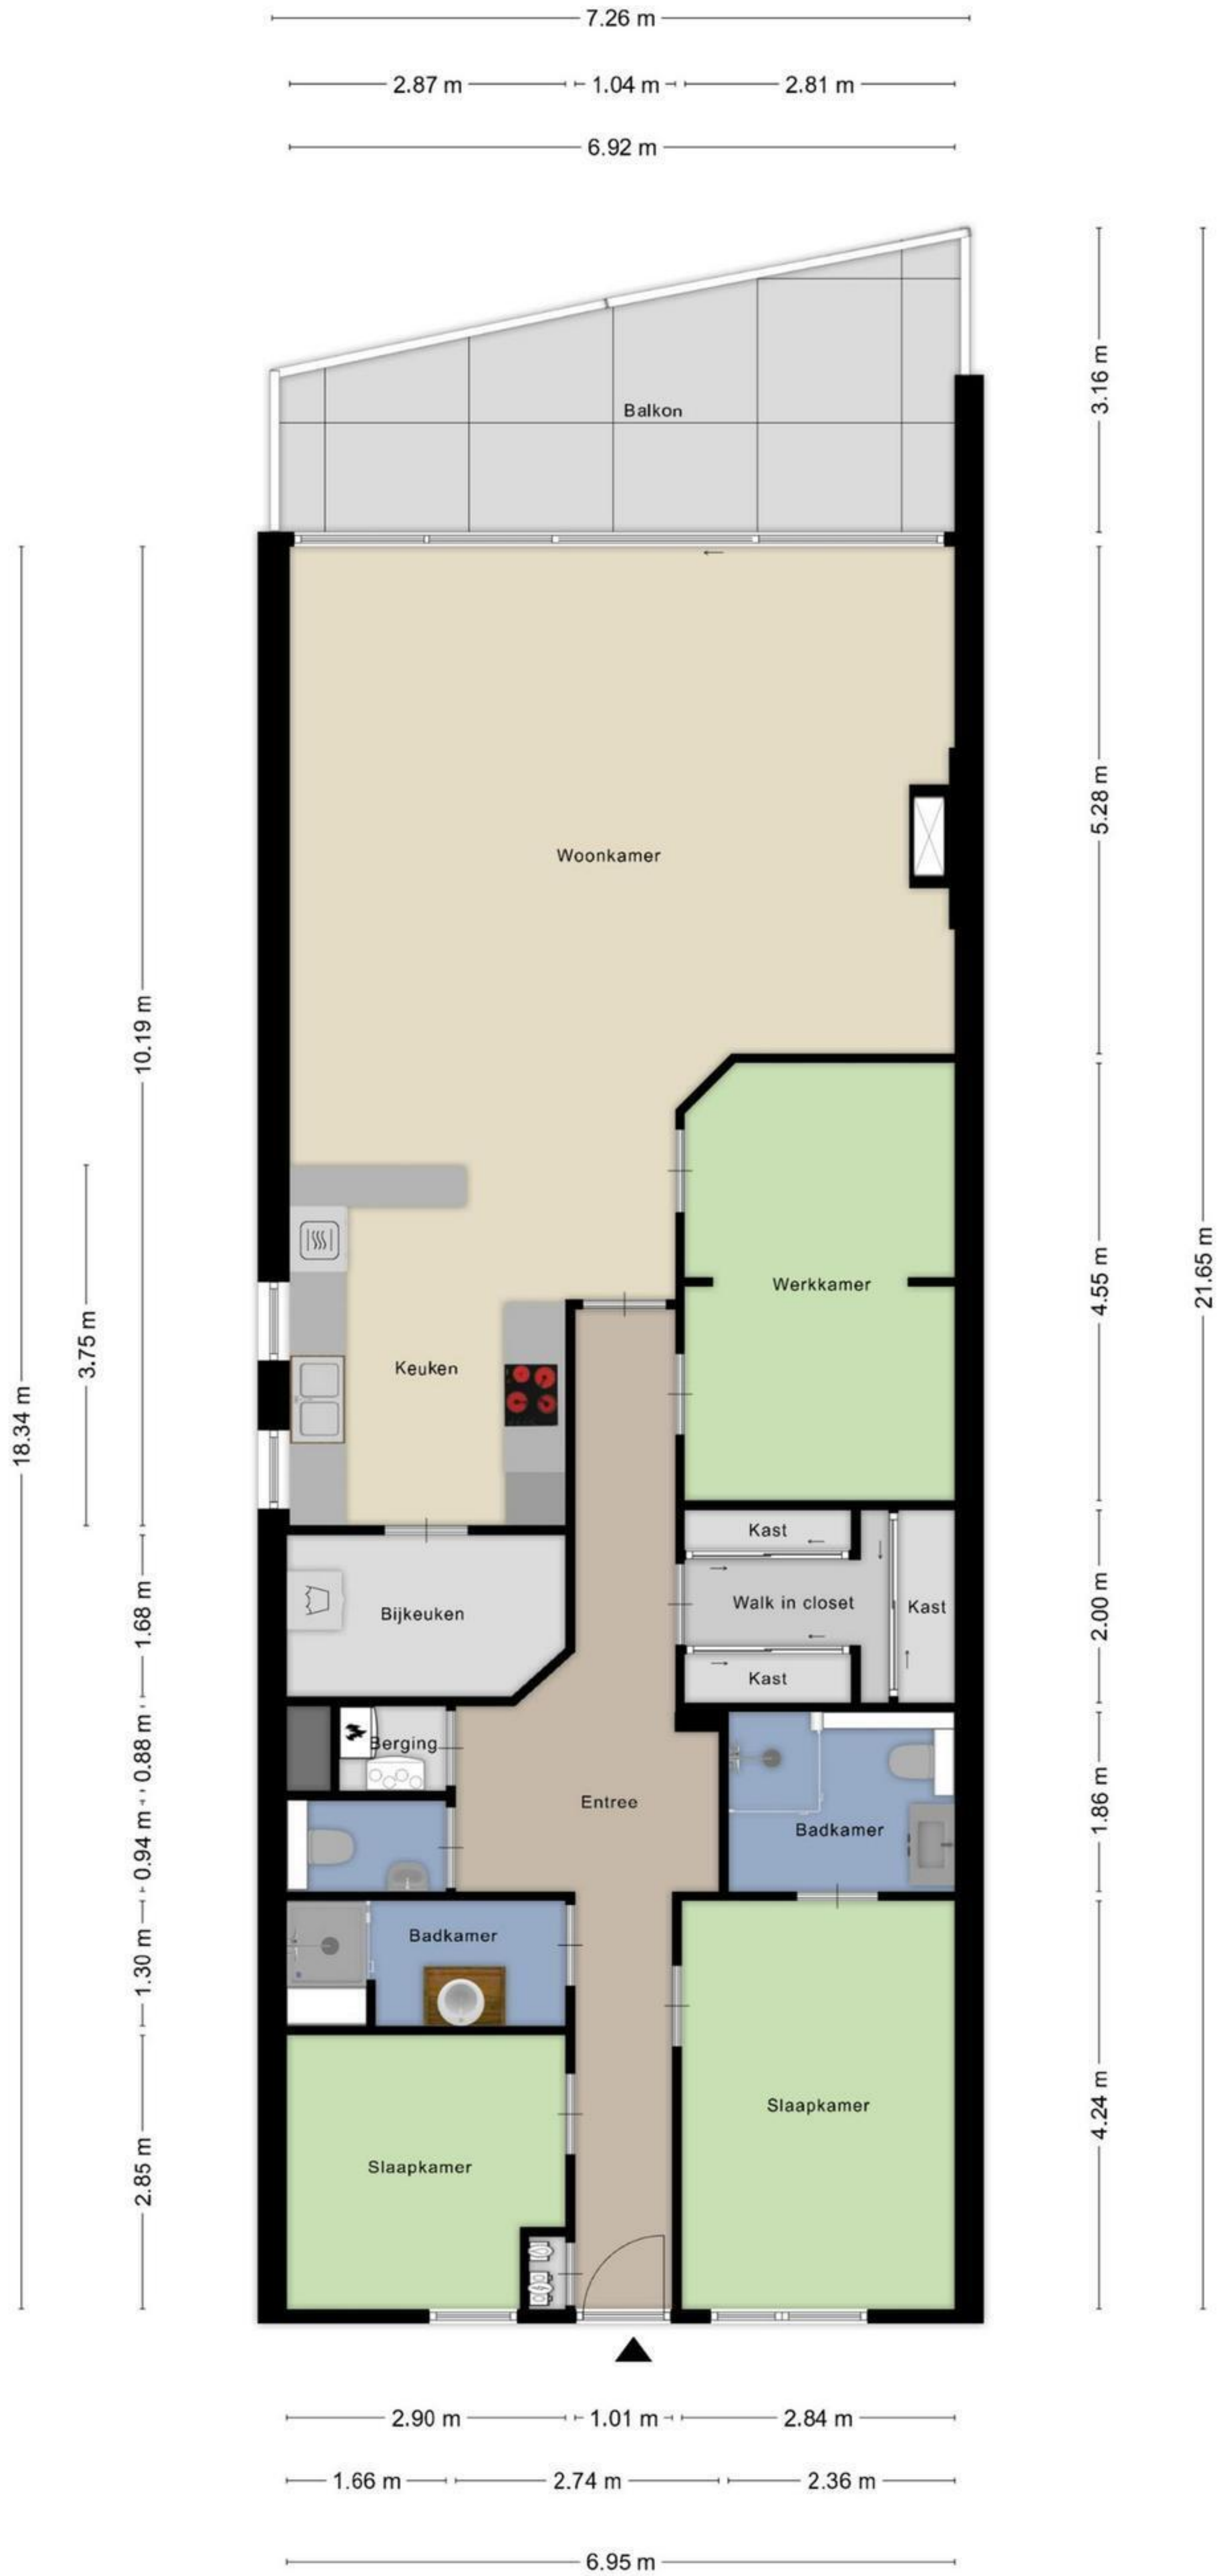 7.26 m
2.87 m
1.04 m
2.81 m
6.92 m
3.16 m
Balkon
5.28 m
Woonkamer
10.19 m
21.65 m
4.55 m
Werkkamer
3.75 m
Keuken
18.34 m
Kast
Walk in closet
Kast
2.00 m
1.68 m
Bijkeuken
Kast
0.88 m
Berging
Entree
1.86 m
Badkamer
0.94 m
Badkamer
1.30 m
4.24 m
Slaapkamer
2.85 m
Slaapkamer
2.90 m
1.01 m
2.84 m
1.66 m
2.74 m
2.36 m
6.95 m